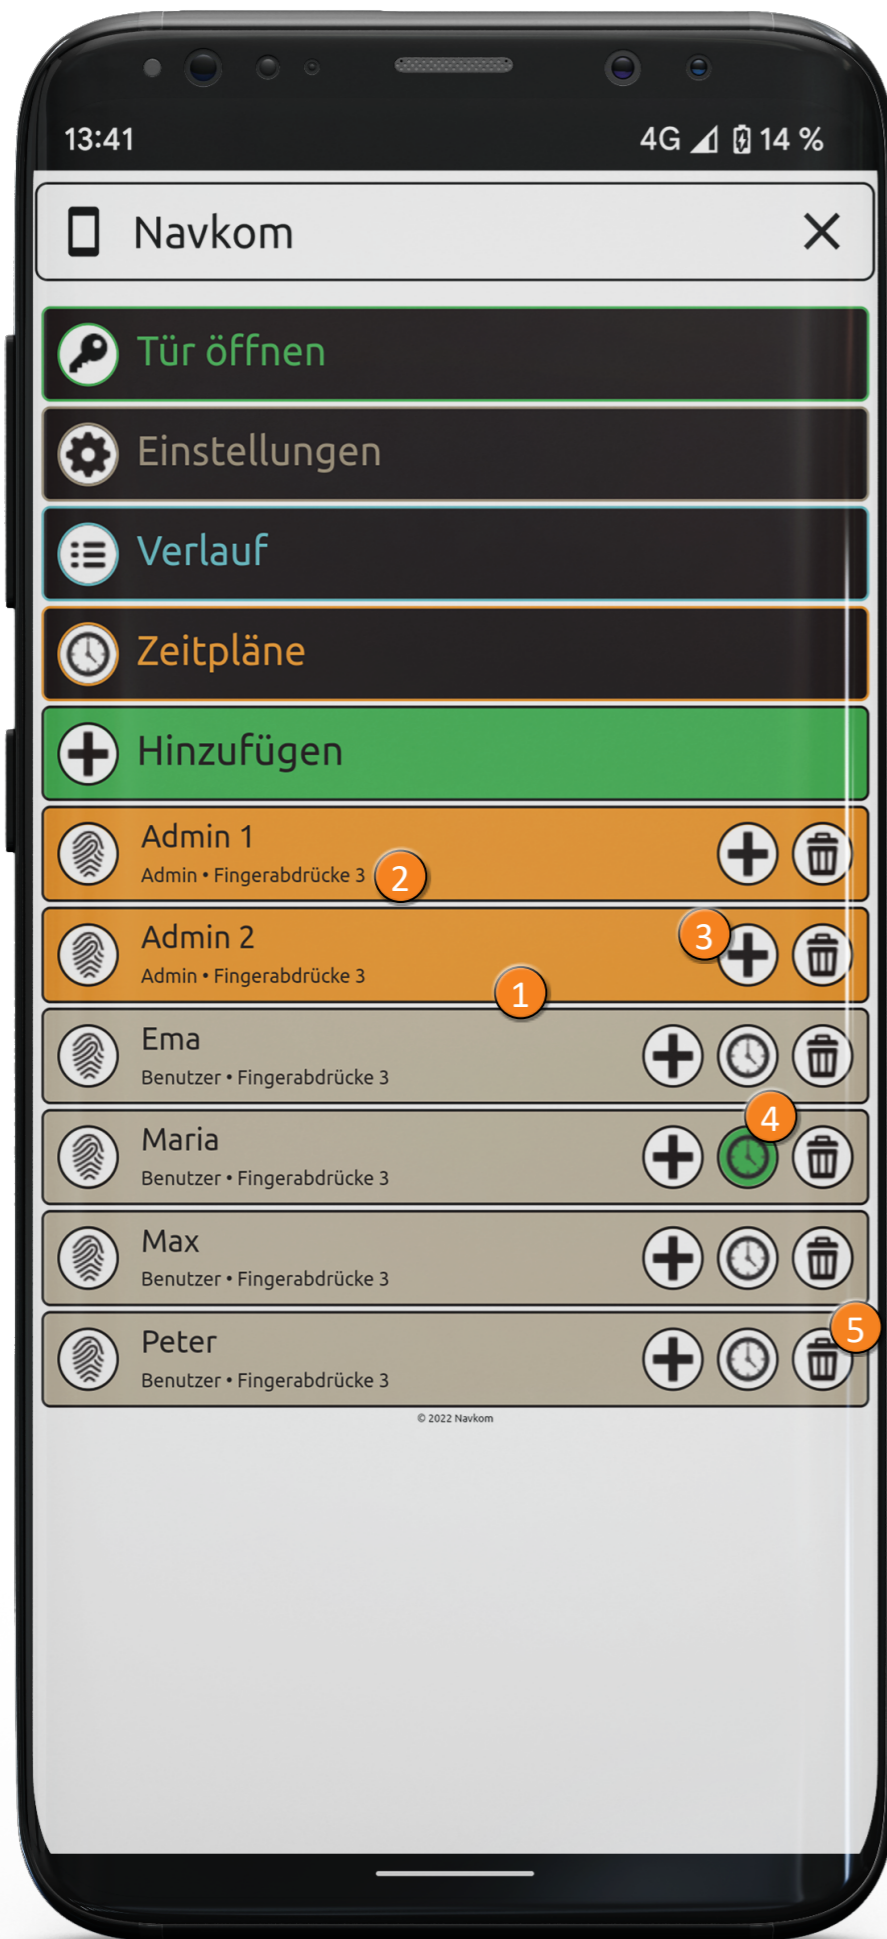 13:41
4G 14 %
Navkom
Tür öffnen
Einstellungen
Verlauf
Zeitpläne
Hinzufügen
Admin 1
Admin • Fingerabdrücke 3
2
Admin 2
3
Admin • Fingerabdrücke 3
1
Ema
Benutzer • Fingerabdrücke 3
4
Maria
Benutzer • Fingerabdrücke 3
Max
Benutzer • Fingerabdrücke 3
5
Peter
Benutzer • Fingerabdrücke 3
© 2022 Navkom